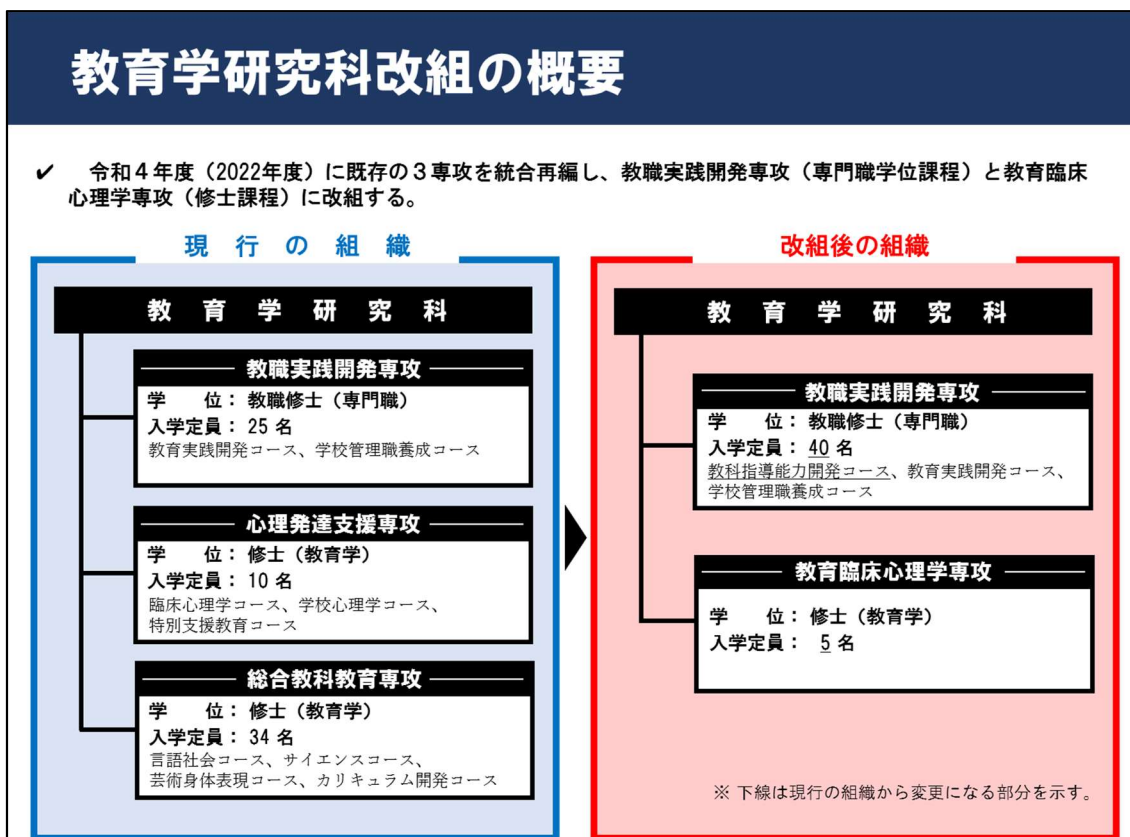 教育学研究科改組の概要
✔ 令和４年度（2022年度）に既存の３専攻を統合再編し、教職実践開発専攻（専門職学位課程）と教育臨床
心理学専攻（修士課程）に改組する。
現行の組織
教育学研究科
教職実践開発専攻
学　位：教職修士（専門職）
入学定員：25名
教育実践開発コース、学校管理職養成コース
心理発達支援専攻
学　位：修士（教育学）
入学定員：10名
臨床心理学コース、学校心理学コース、
特別支援教育コース
総合教科教育専攻
学　位：修士（教育学）
入学定員：34名
言語社会コース、サイエンスコース、
芸術身体表現コース、カリキュラム開発コース
改組後の組織
教育学研究科
教職実践開発専攻
学　位：教職修士（専門職）
入学定員：40名
教科指導能力開発コース、教育実践開発コース、
学校管理職養成コース
教育臨床心理学専攻
学　位：修士（教育学）
入学定員：5名
※ 下線は現行の組織から変更になる部分を示す。